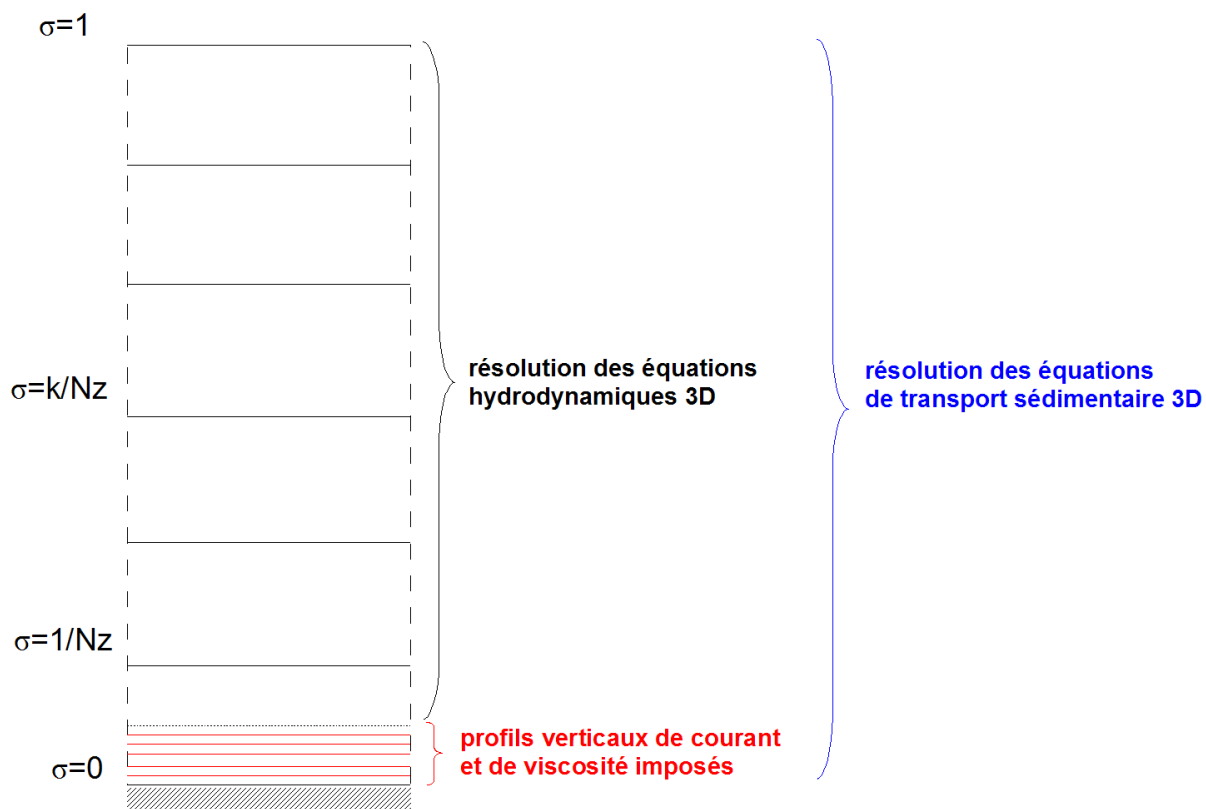 σ=1
résolution des équations
hydrodynamiques 3D
résolution des équations
de transport sédimentaire 3D
σ=k/Nz
σ=1/Nz
profils verticaux de courant
et de viscosité imposés
σ=0